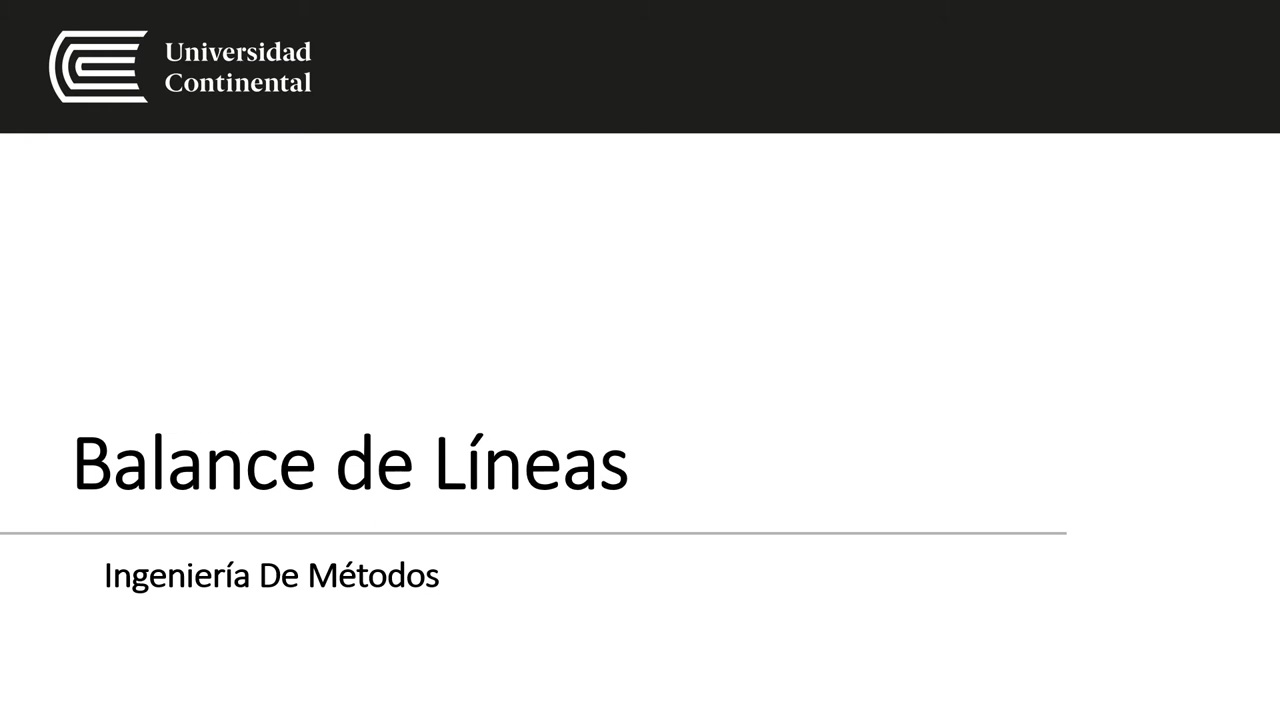 Universidad
Continental
Balance de Líneas
Ingeniería De Métodos